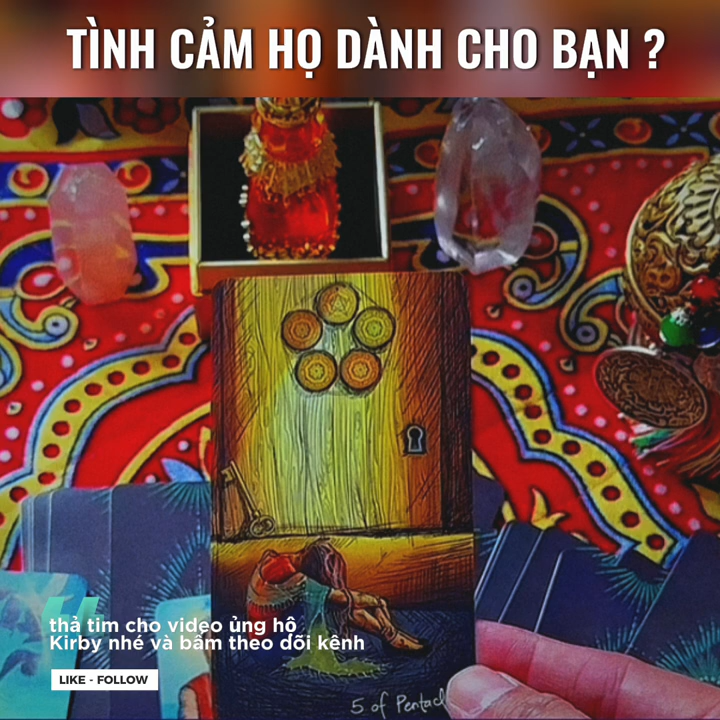 TÌNH CẢM HỌ DÀNH CHO BẠN ?
thả tim cho video ủng hộ
Kirby nhé và bấm theo dõi kênh
LIKE - FOLLOW
5 of Pentacl